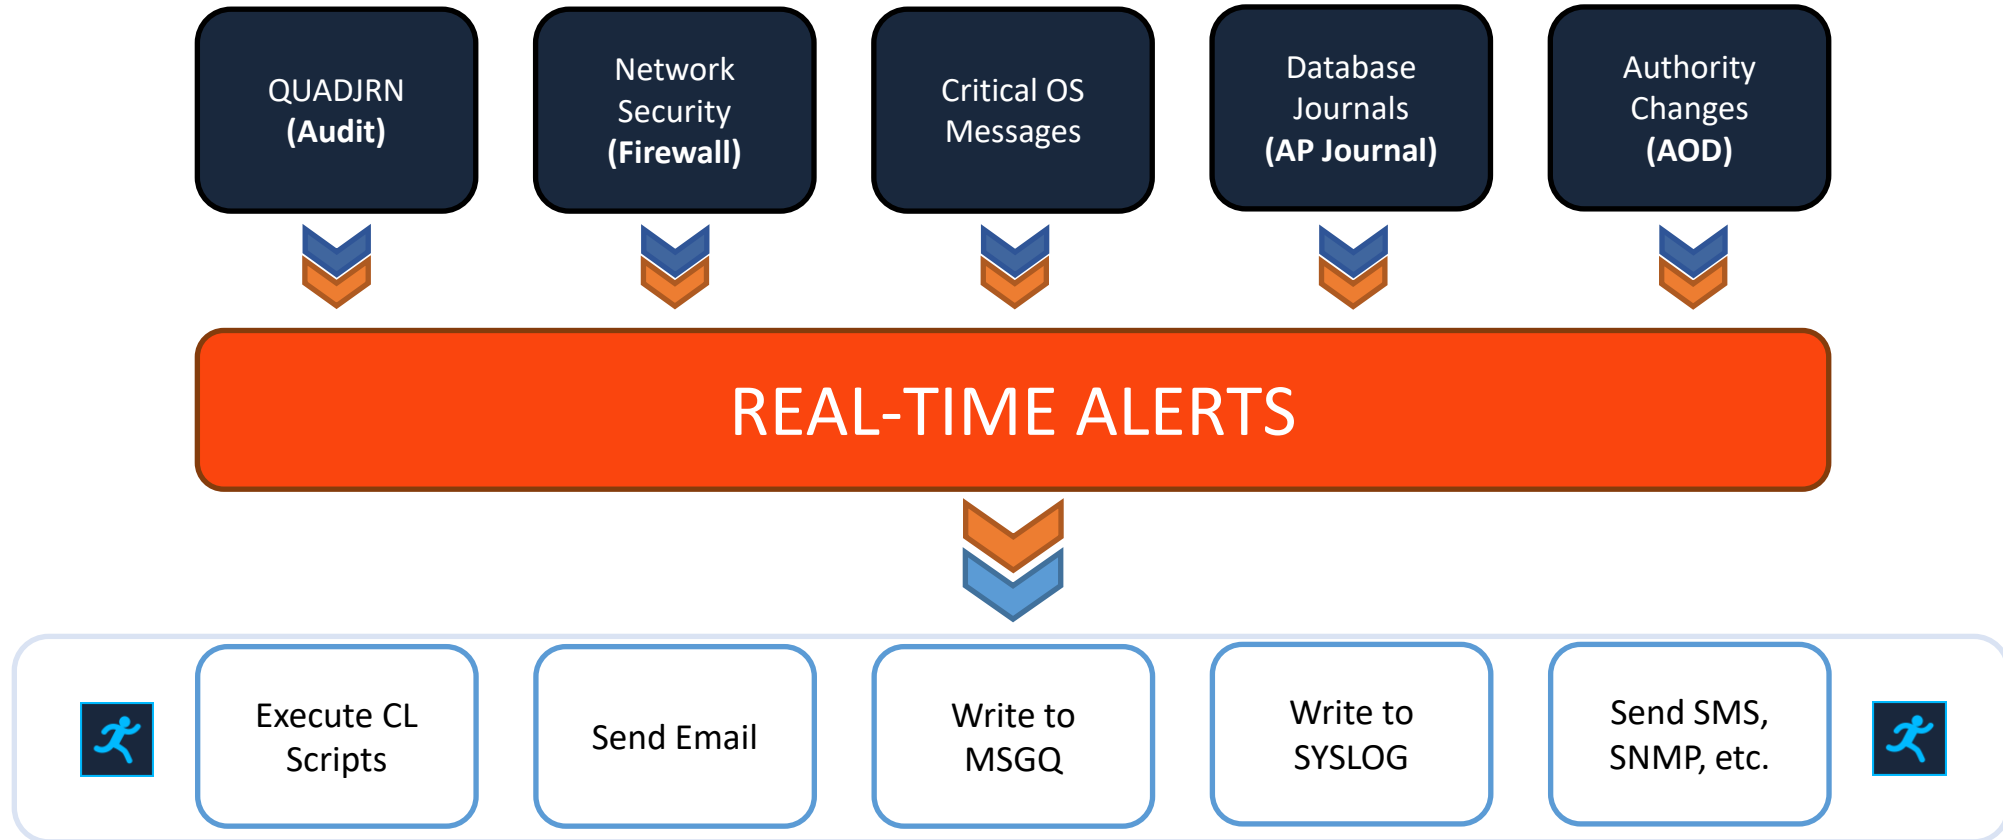 QUADJRN
(Audit)
Network
Security
(Firewall)
Critical OS
Messages
Database
Journals
(AP Journal)
Authority
Changes
(AOD)
REAL-TIME ALERTS
Execute CL
Scripts
Send Email
Write to
MSGQ
Write to
SYSLOG
Send SMS,
SNMP, etc.